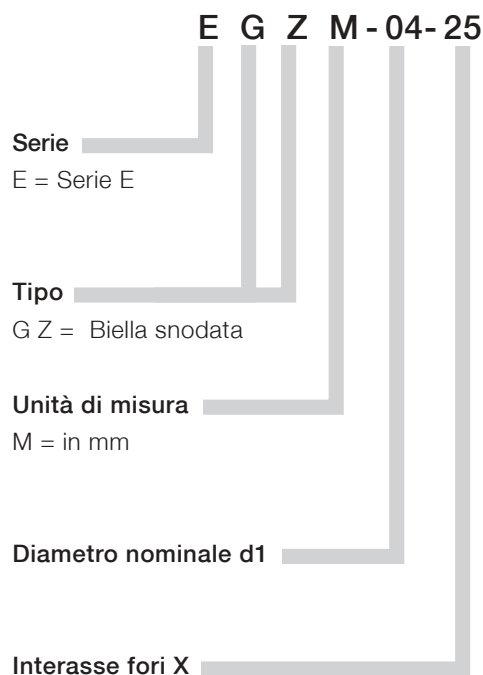 E G Z M - 04- 25
Serie
E = Serie E
Tipo
G Z = Biella snodata
Unità di misura
M = in mm
Diametro nominale d1
Interasse fori X